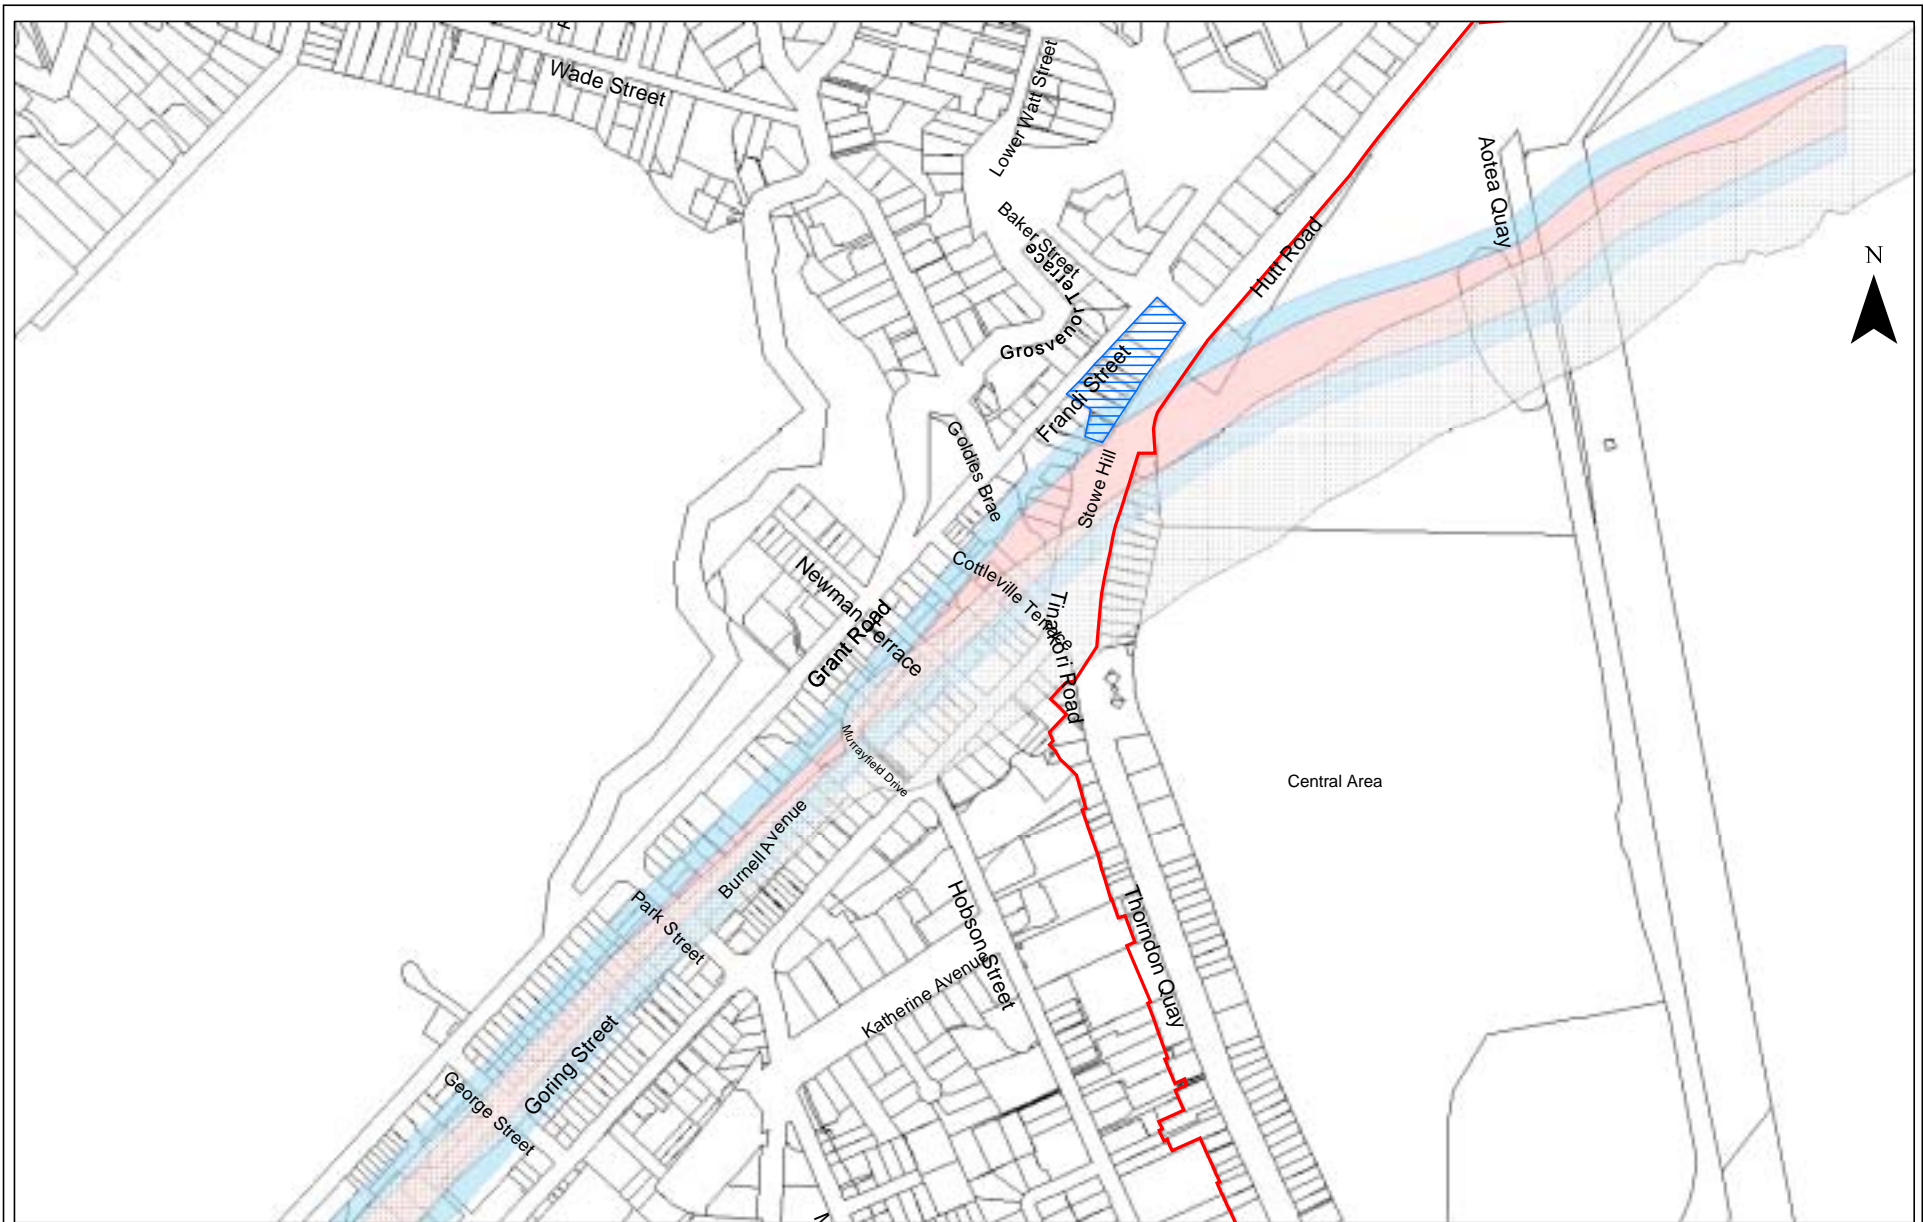 Wade Street
Lower Watt Street
Aotea Quay
Baker Street
Hutt Road
N
Grosvenor Terrace
Frandi Street
Goldies Brae
Stowe Hill
Cottleville Terrace
Newman Terrace
Grant Road
Tinakori Road
Murrayfield Drive
Central Area
Burnell Avenue
Park Street
Hobson Street
Thorndon Quay
Katherine Avenue
Goring Street
George Street